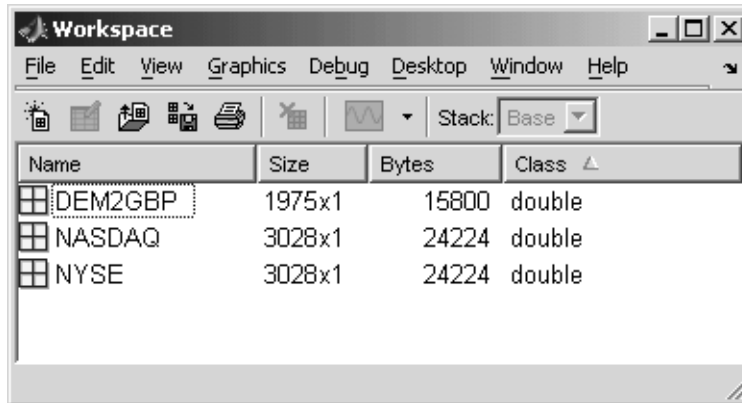 Workspace
File Edit View Graphics Debug Desktop Window Help
Stack: Base
Name Size Bytes Class
DEM2GBP 1975x1 15800 double
NASDAQ 3028x1 24224 double
NYSE 3028x1 24224 double